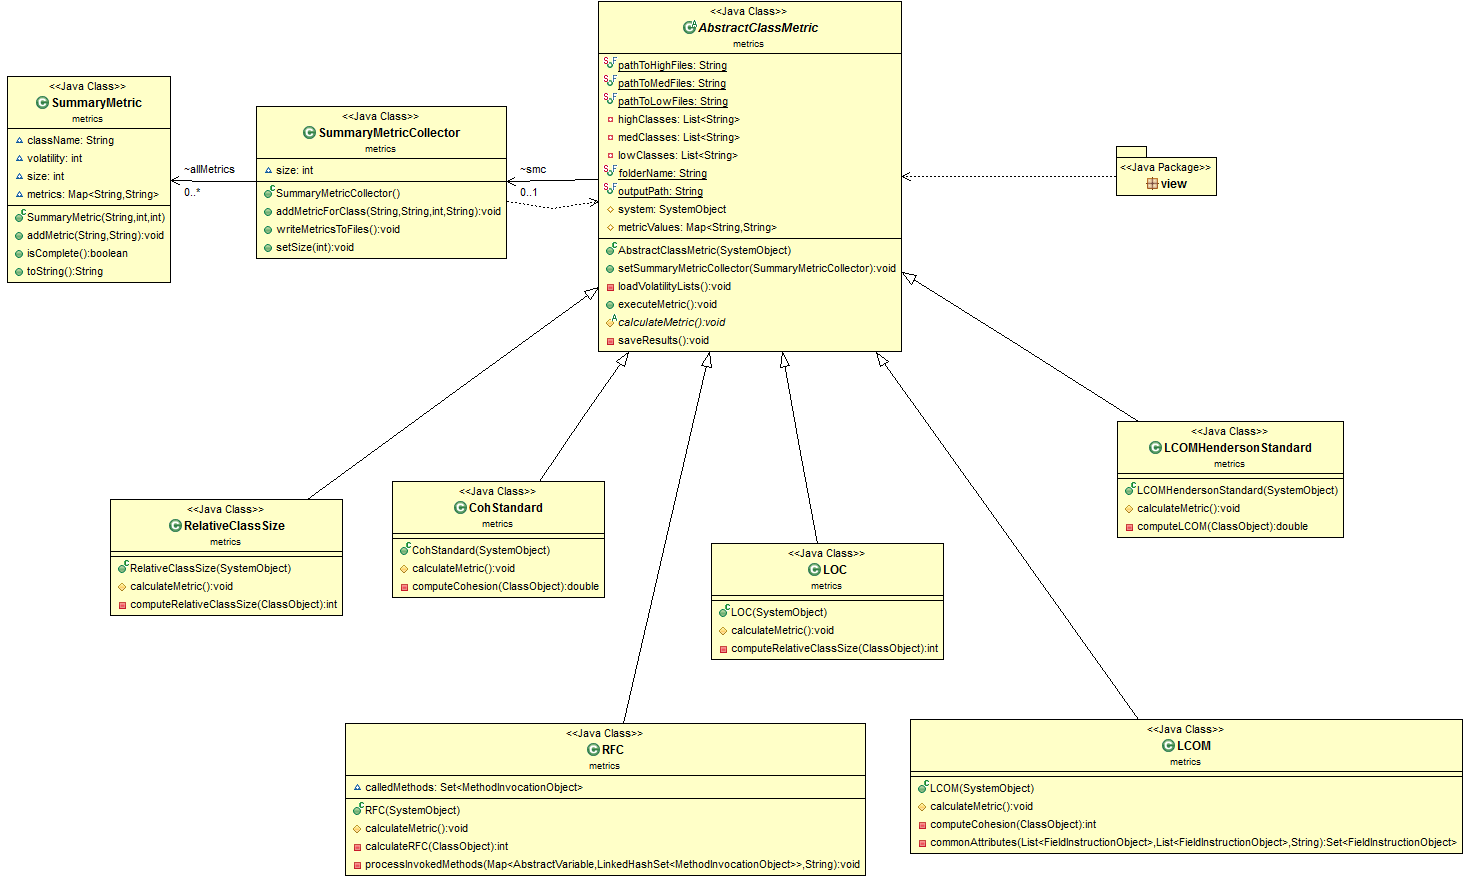 <<Java Class>>
AbstractClassMetric
metrics
pathToHighFiles: String
pathToMedFiles: String
pathToLowFiles: String
highClasses: List<String>
medClasses: List<String>
lowClasses: List<String>
folderName: String
outputPath: String
system: SystemObject
metricValues: Map<String,String>
AbstractClassMetric(SystemObject)
setSummaryMetricCollector(SummaryMetricCollector):void
loadVolatilityLists():void
executeMetric():void
calculateMetric():void
saveResults():void
<<Java Class>>
SummaryMetric
metrics
className: String
volatility: int
size: int
metrics: Map<String,String>
SummaryMetric(String,int,int)
addMetric(String,String):void
isComplete():boolean
toString():String
~allMetrics
0..*
<<Java Class>>
SummaryMetricCollector
metrics
size: int
SummaryMetricCollector()
addMetricForClass(String,String,int,String):void
writeMetricsToFiles():void
setSize(int):void
~smc
0..1
<<Java Package>>
view
<<Java Class>>
LCOMHendersonStandard
metrics
LCOMHendersonStandard(SystemObject)
calculateMetric():void
computeLCOM(ClassObject):double
<<Java Class>>
RelativeClassSize
metrics
RelativeClassSize(SystemObject)
calculateMetric():void
computeRelativeClassSize(ClassObject):int
<<Java Class>>
CohStandard
metrics
CohStandard(SystemObject)
calculateMetric():void
computeCohesion(ClassObject):double
<<Java Class>>
LOC
metrics
LOC(SystemObject)
calculateMetric():void
computeRelativeClassSize(ClassObject):int
<<Java Class>>
RFC
metrics
calledMethods: Set<MethodInvocationObject>
RFC(SystemObject)
calculateMetric():void
calculateRFC(ClassObject):int
processInvokedMethods(Map<AbstractVariable,LinkedHashSet<MethodInvocationObject>>,String):void
<<Java Class>>
LCOM
metrics
LCOM(SystemObject)
calculateMetric():void
computeCohesion(ClassObject):int
commonAttributes(List<FieldInstructionObject>,List<FieldInstructionObject>,String):Set<FieldInstructionObject>